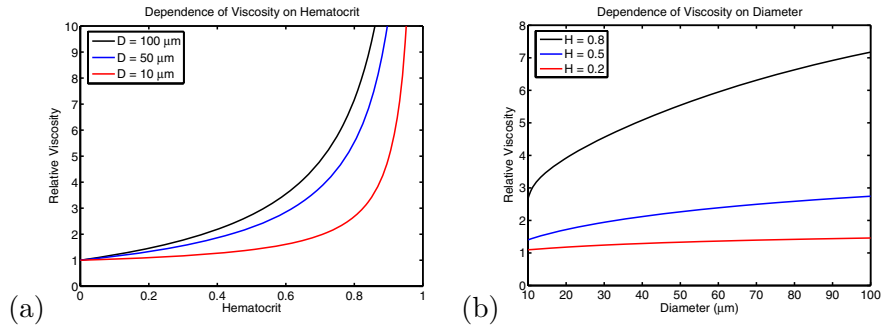 Dependence of Viscosity on Hematocrit
10
9
8
7
6
5
4
3
2
1
0
Relative Viscosity
D = 100 μm
D = 50 μm
D = 10 μm
0 0.2 0.4 0.6 0.8 1
Hematocrit
(a)
Dependence of Viscosity on Diameter
8
7
6
5
4
3
2
1
0
Relative Viscosity
H = 0.8
H = 0.5
H = 0.2
10 20 30 40 50 60 70 80 90 100
Diameter (μm)
(b)